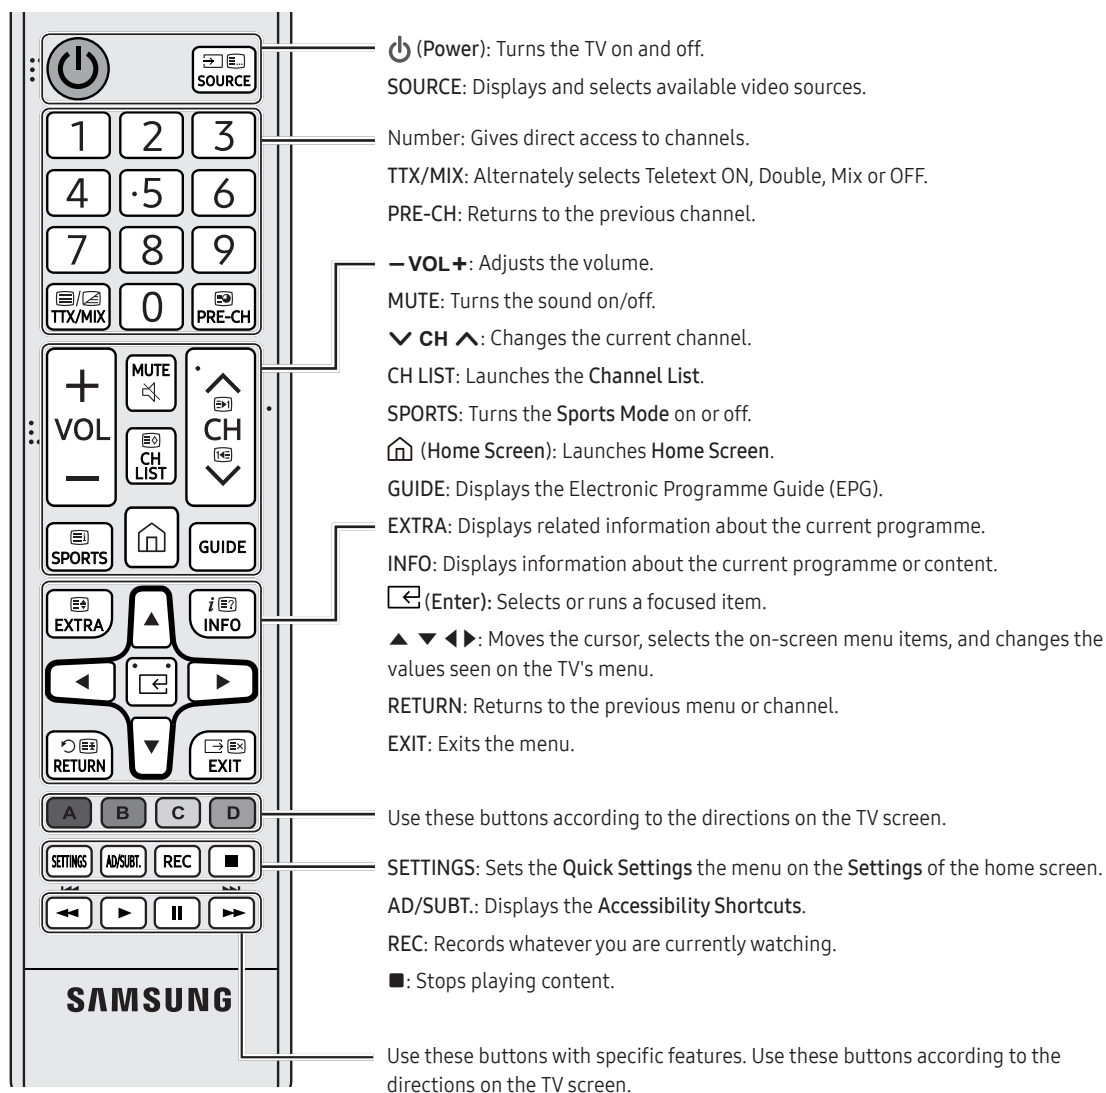 SOURCE
1 2 3
4 ·5 6
7 8 9
TTX/MIX 0 PRE-CH
+
VOL
−
MUTE
CH
LIST
CH
SPORTS
GUIDE
EXTRA
i
INFO
RETURN
EXIT
A B C D
SETTINGS AD/SUBT. REC
SAMSUNG
(Power): Turns the TV on and off.
SOURCE: Displays and selects available video sources.
Number: Gives direct access to channels.
TTX/MIX: Alternately selects Teletext ON, Double, Mix or OFF.
PRE-CH: Returns to the previous channel.
− VOL +: Adjusts the volume.
MUTE: Turns the sound on/off.
CH : Changes the current channel.
CH LIST: Launches the Channel List.
SPORTS: Turns the Sports Mode on or off.
(Home Screen): Launches Home Screen.
GUIDE: Displays the Electronic Programme Guide (EPG).
EXTRA: Displays related information about the current programme.
INFO: Displays information about the current programme or content.
(Enter): Selects or runs a focused item.
▲ ▼ ◀ ▶: Moves the cursor, selects the on-screen menu items, and changes the
values seen on the TV's menu.
RETURN: Returns to the previous menu or channel.
EXIT: Exits the menu.
Use these buttons according to the directions on the TV screen.
SETTINGS: Sets the Quick Settings the menu on the Settings of the home screen.
AD/SUBT.: Displays the Accessibility Shortcuts.
REC: Records whatever you are currently watching.
■: Stops playing content.
Use these buttons with specific features. Use these buttons according to the
directions on the TV screen.